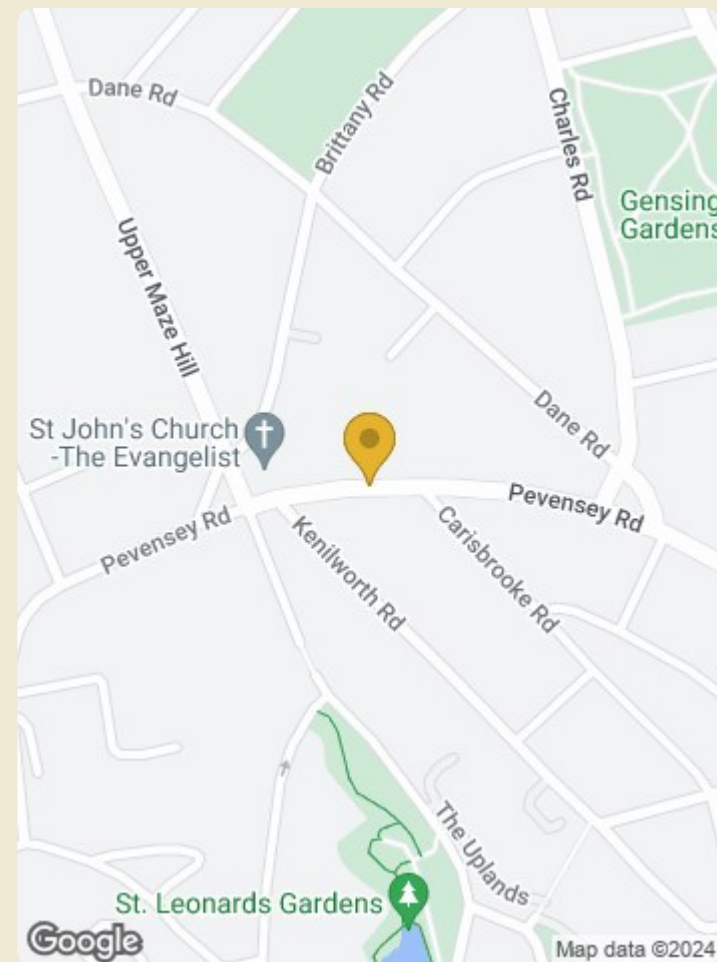 Dane Rd
Brittany Rd
Charles Rd
Gensing
Gardens
Upper Maze Hill
St John's Church
-The Evangelist
Dane Rd
Pevensey Rd
Pevensey Rd
Kenilworth Rd
Carisbrooke Rd
The Uplands
St. Leonards Gardens
Google
Map data ©2024